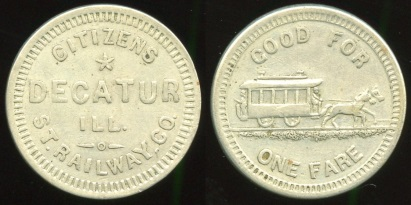 CITIZENS
DECATUR
ILL.
ST. RAILWAY. CO.
GOOD FOR
ONE FARE